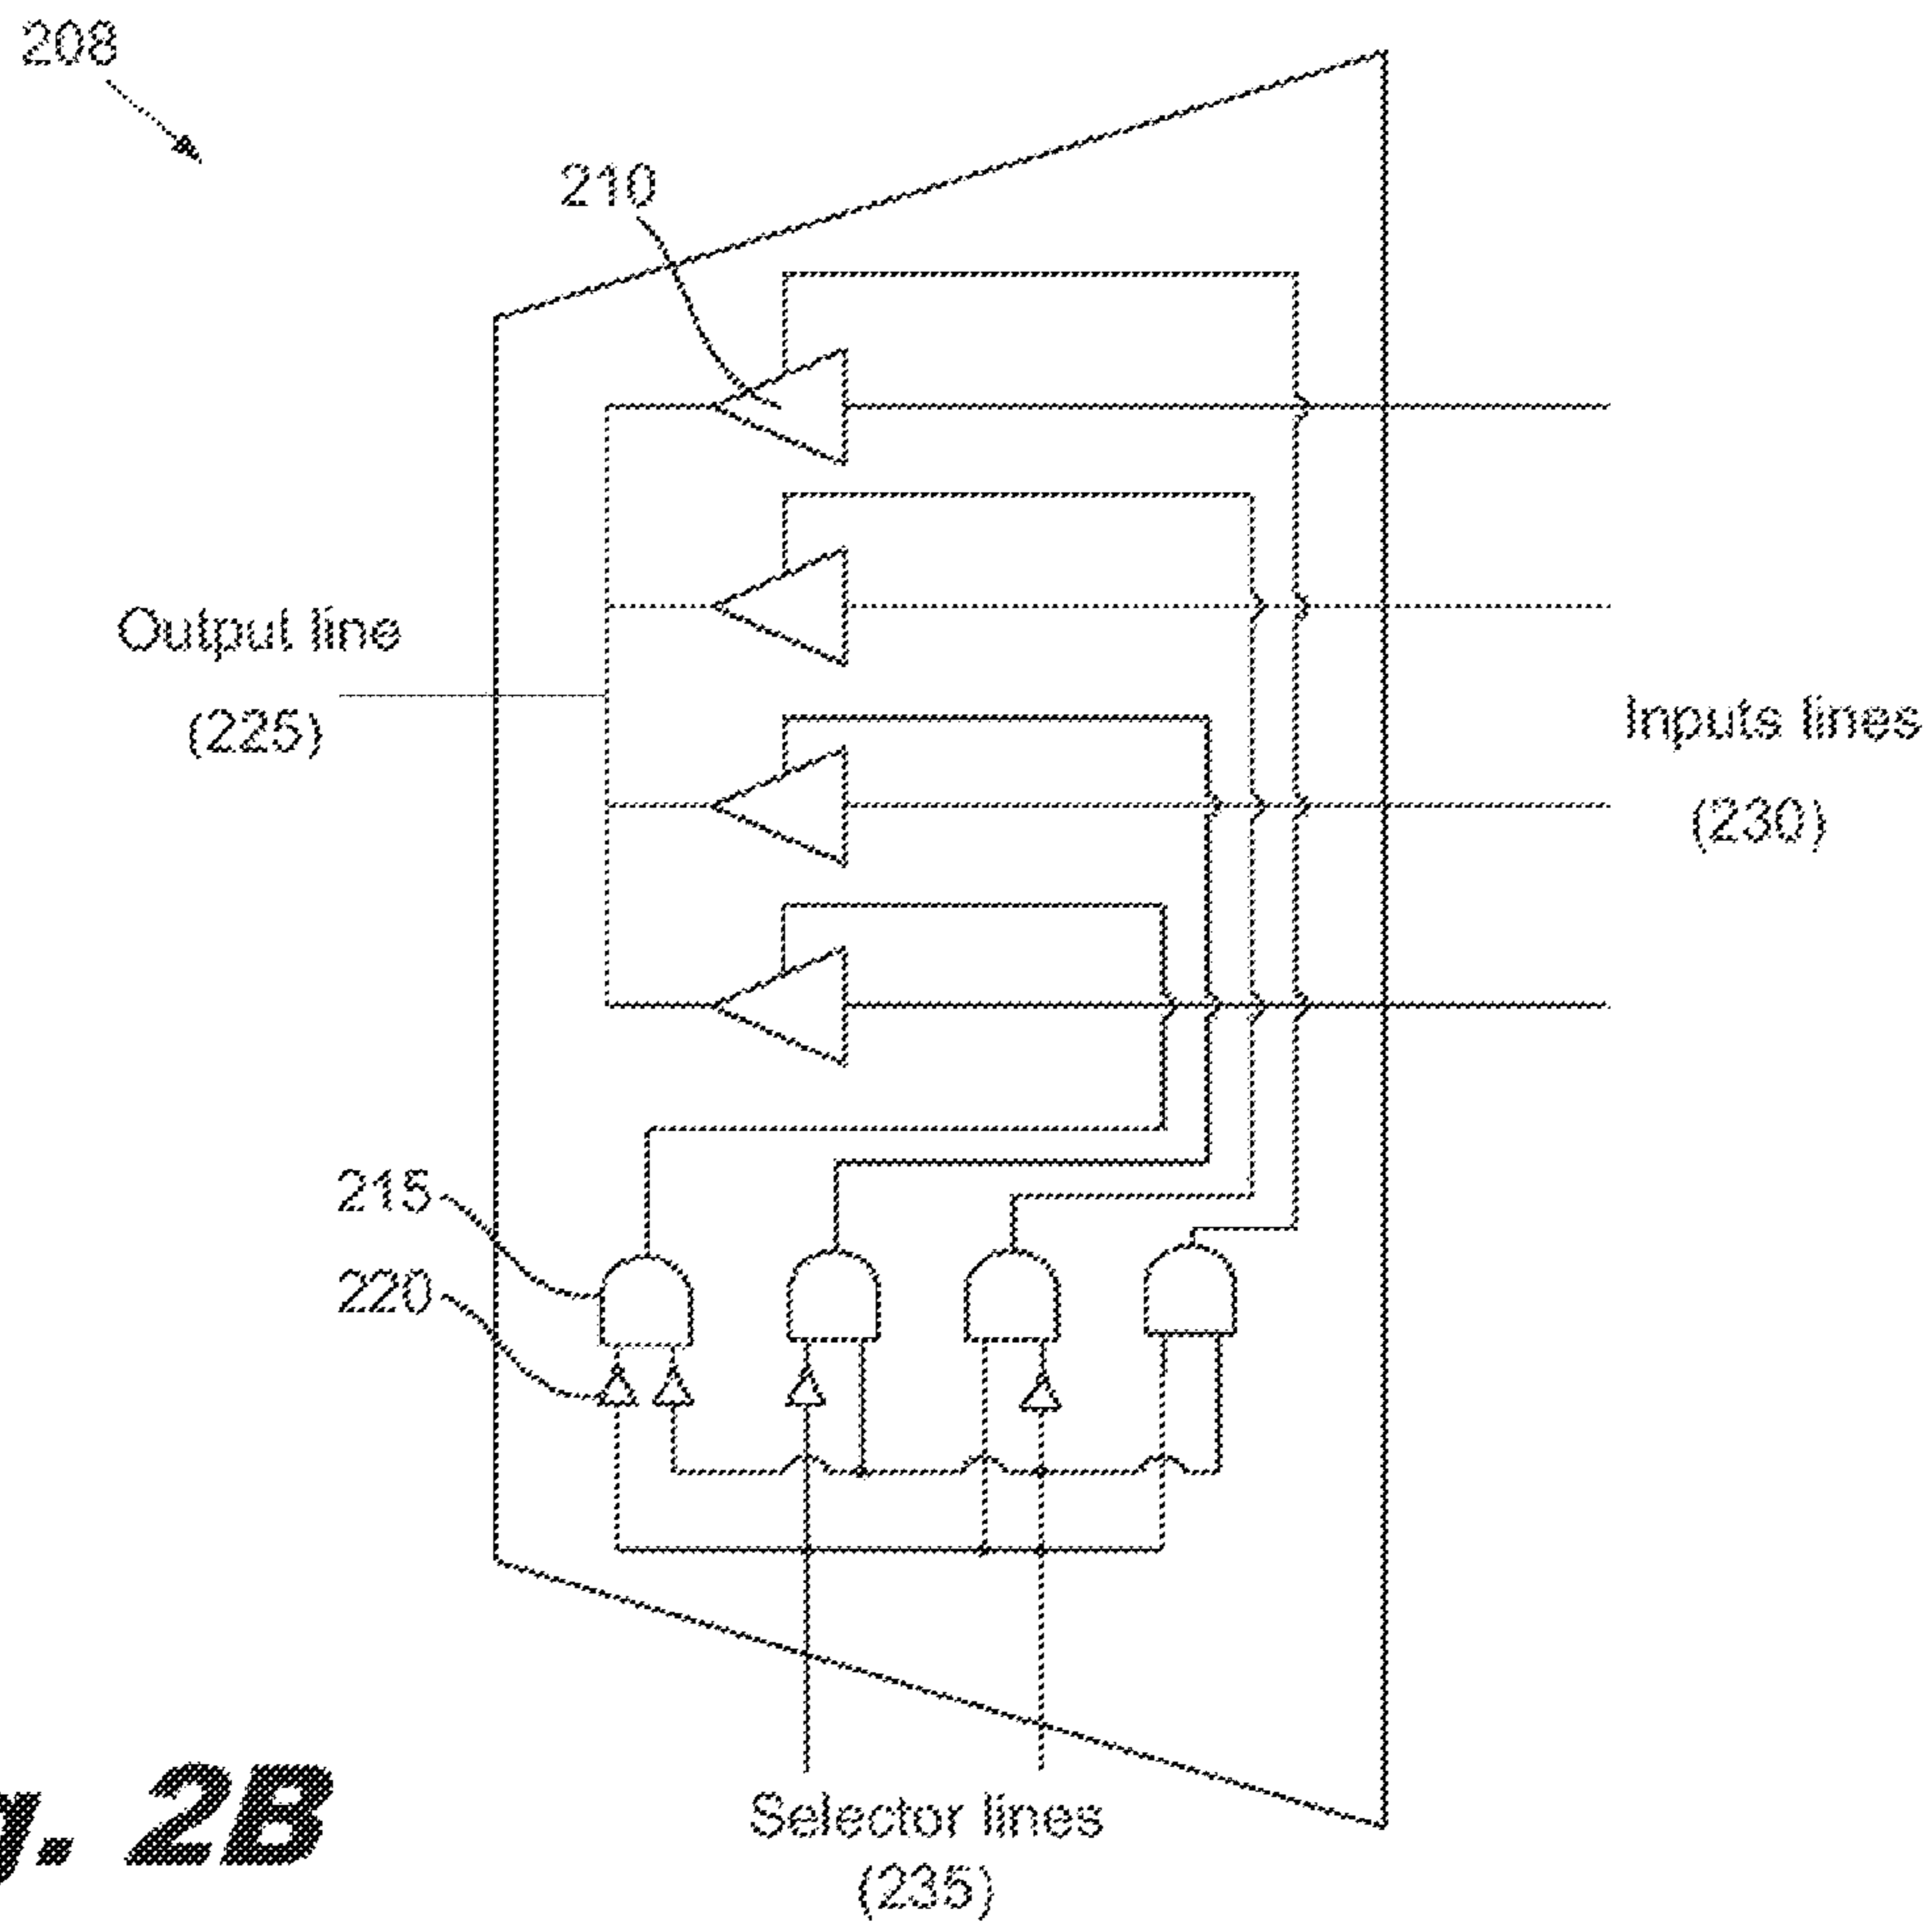 208
210
Output line
(225)
Inputs lines
(230)
215
220
Selector lines
(235)
g. 2B